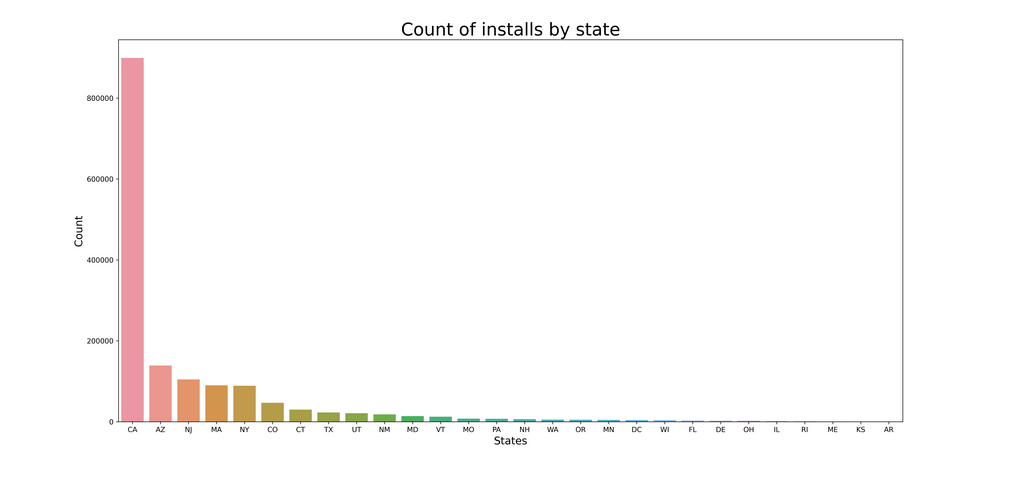 Count of installs by state
Count
800000
600000
400000
200000
0
CA AZ NJ MA NY CO CT TX UT NM MD VT MO PA NH WA OR MN DC WI FL DE OH IL RI ME KS AR
States